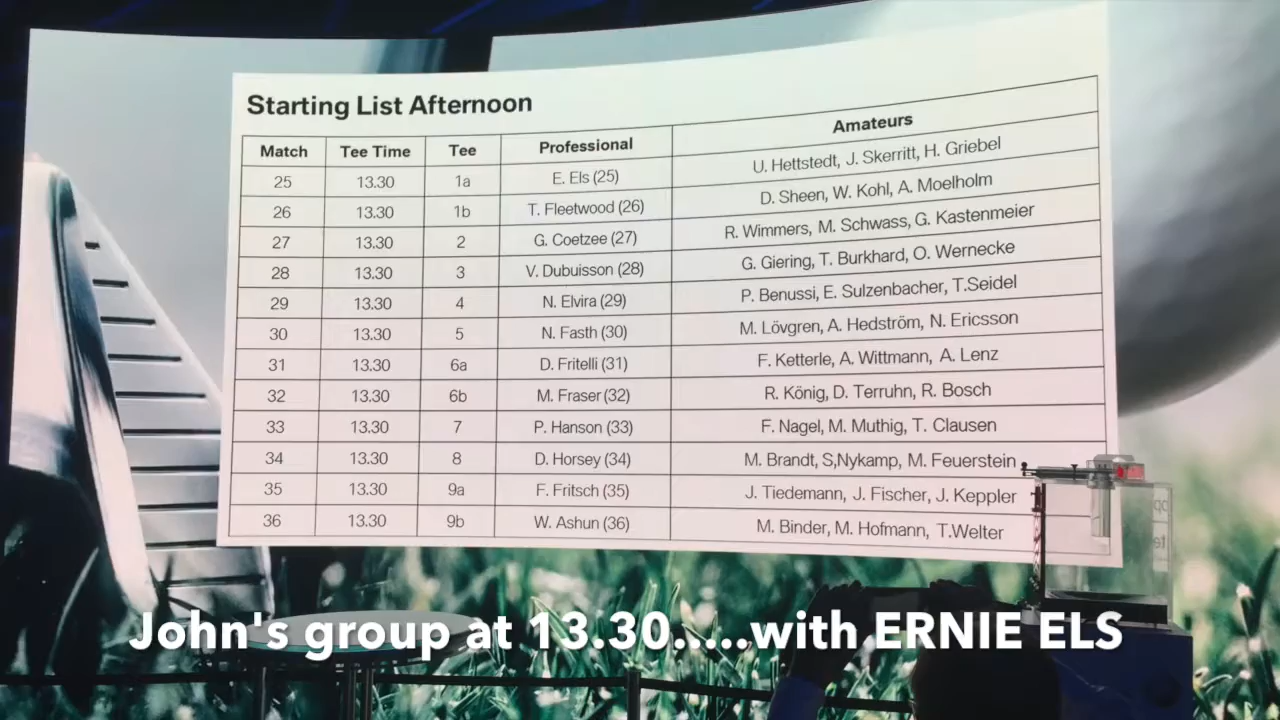 Starting List Afternoon
Match Tee Time Tee Professional Amateurs
25 13.30 1a E. Els (25) U. Hettstedt, J. Skerritt, H. Griebel
26 13.30 1b T. Fleetwood (26) D. Sheen, W. Kohl, A. Moelholm
27 13.30 2 G. Coetzee (27) R. Wimmers, M. Schwass, G. Kastenmeier
28 13.30 3 V. Dubuisson (28) G. Giering, T. Burkhard, O. Wernecke
29 13.30 4 N. Elvira (29) P. Benussi, E. Sulzenbacher, T.Seidel
30 13.30 5 N. Fasth (30) M. Lövgren, A. Hedström, N. Ericsson
31 13.30 6a D. Fritelli (31) F. Ketterle, A. Wittmann, A. Lenz
32 13.30 6b M. Fraser (32) R. König, D. Terruhn, R. Bosch
33 13.30 7 P. Hanson (33) F. Nagel, M. Muthig, T. Clausen
34 13.30 8 D. Horsey (34) M. Brandt, S,Nykamp, M. Feuerstein
35 13.30 9a F. Fritsch (35) J. Tiedemann, J. Fischer, J. Keppler
36 13.30 9b W. Ashun (36) M. Binder, M. Hofmann, T.Welter
John's group at 13.30.....with ERNIE ELS